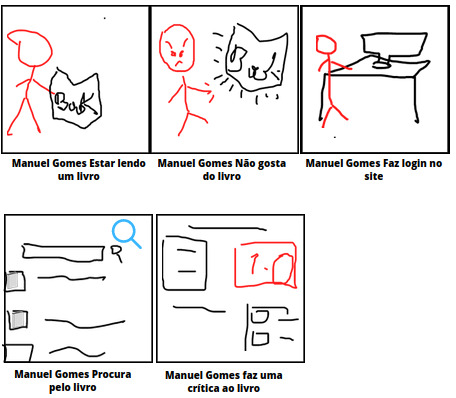 Book
Book
Manuel Gomes Estar lendo
um livro
Manuel Gomes Não gosta
do livro
Manuel Gomes Faz login no
site
Manuel Gomes Procura
pelo livro
Manuel Gomes faz uma
crítica ao livro